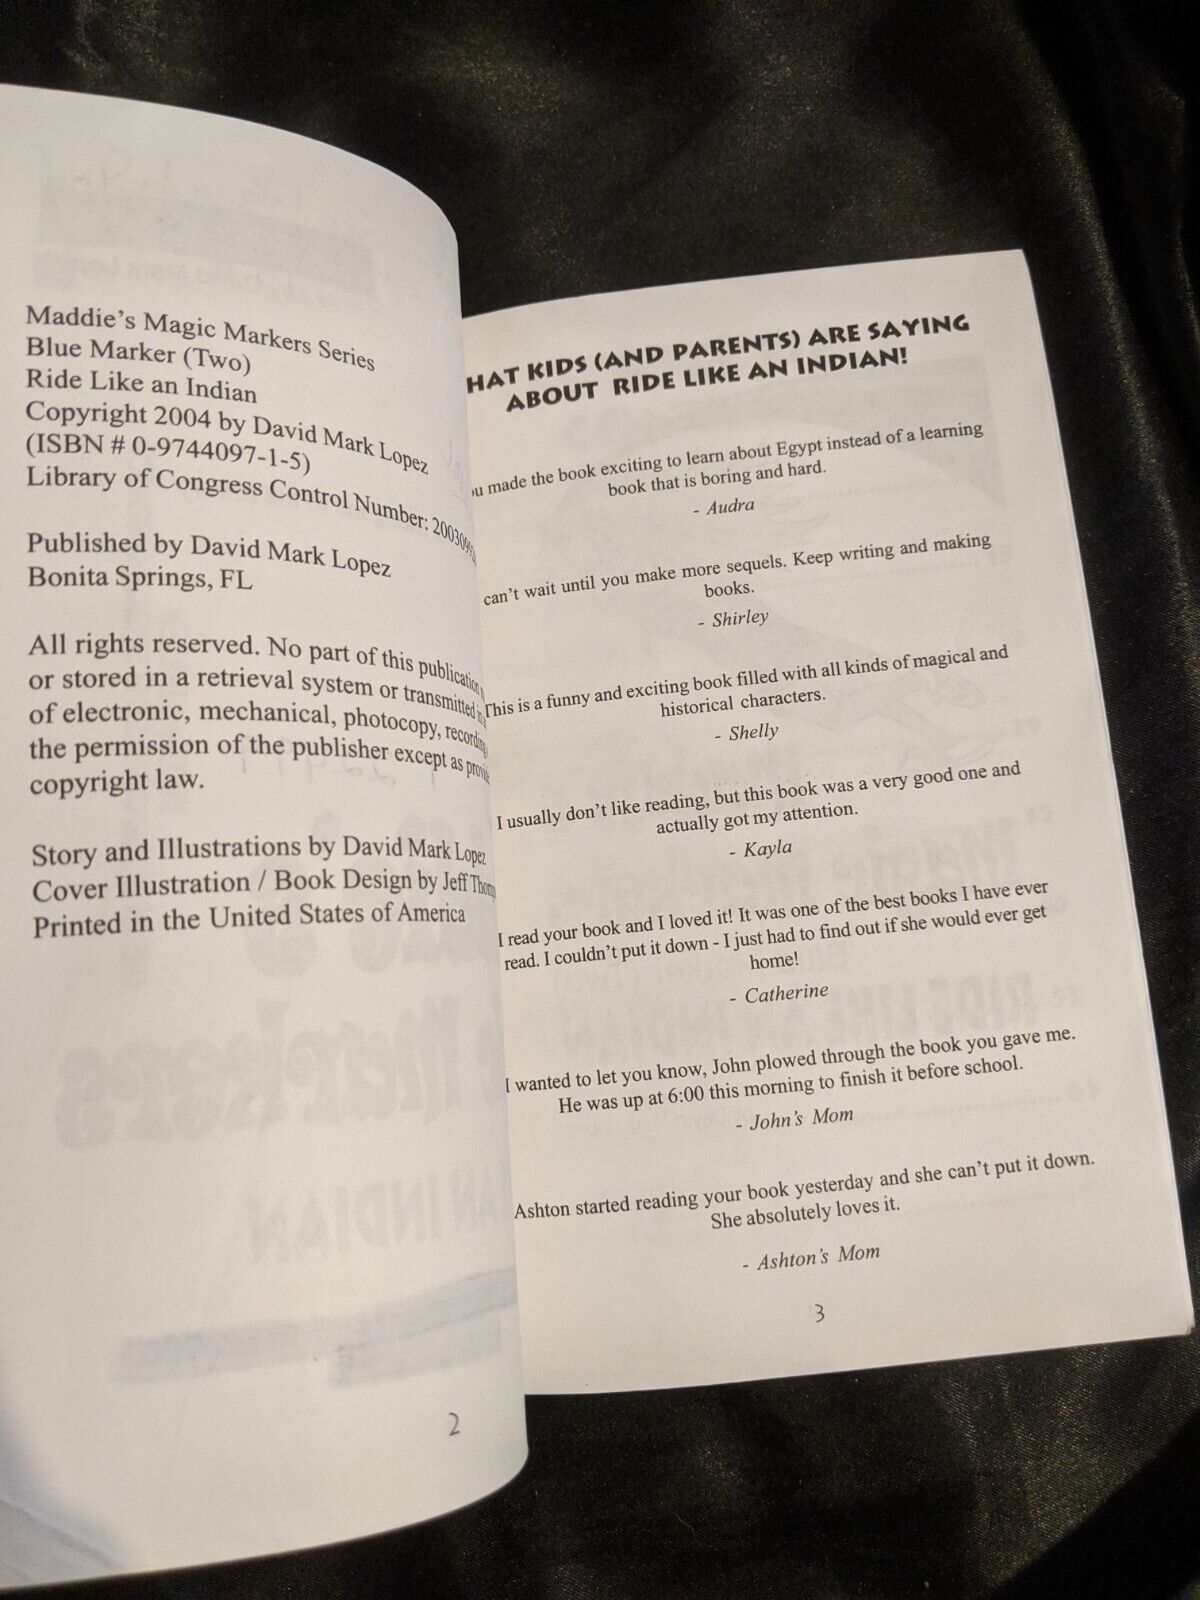 Maddie's Magic Markers Series
Blue Marker (Two)
Ride Like an Indian
Copyright 2004 by David Mark Lopez
(ISBN # 0-9744097-1-5)
Library of Congress Control Number:
Published by David Mark Lopez
Bonita Springs, FL
All rights reserved. No part of this publication
or stored in a retrieval system or transmitted
of electronic, mechanical, photocopy, recording
the permission of the publisher except as
copyright law.
Story and Illustrations by David Mark Lopez
Cover Illustration / Book Design by Jeff
Printed in the United States of America
2
KIDS (AND PARENTS) ARE SAYING
ABOUT RIDE LIKE AN INDIAN!
made the book exciting to learn about Egypt instead of a learning
book that is boring and hard.
- Audra
can't wait until you make more sequels. Keep writing and making
books.
- Shirley
This is a funny and exciting book filled with all kinds of magical and
historical characters.
- Shelly
I usually don't like reading, but this book was a very good one and
actually got my attention.
- Kayla
I read your book and I loved it! It was one of the best books I have ever
read. I couldn't put it down - I just had to find out if she would ever get
home!
- Catherine
I wanted to let you know, John plowed through the book you gave me.
He was up at 6:00 this morning to finish it before school.
- John's Mom
Ashton started reading your book yesterday and she can't put it down.
She absolutely loves it.
- Ashton's Mom
3